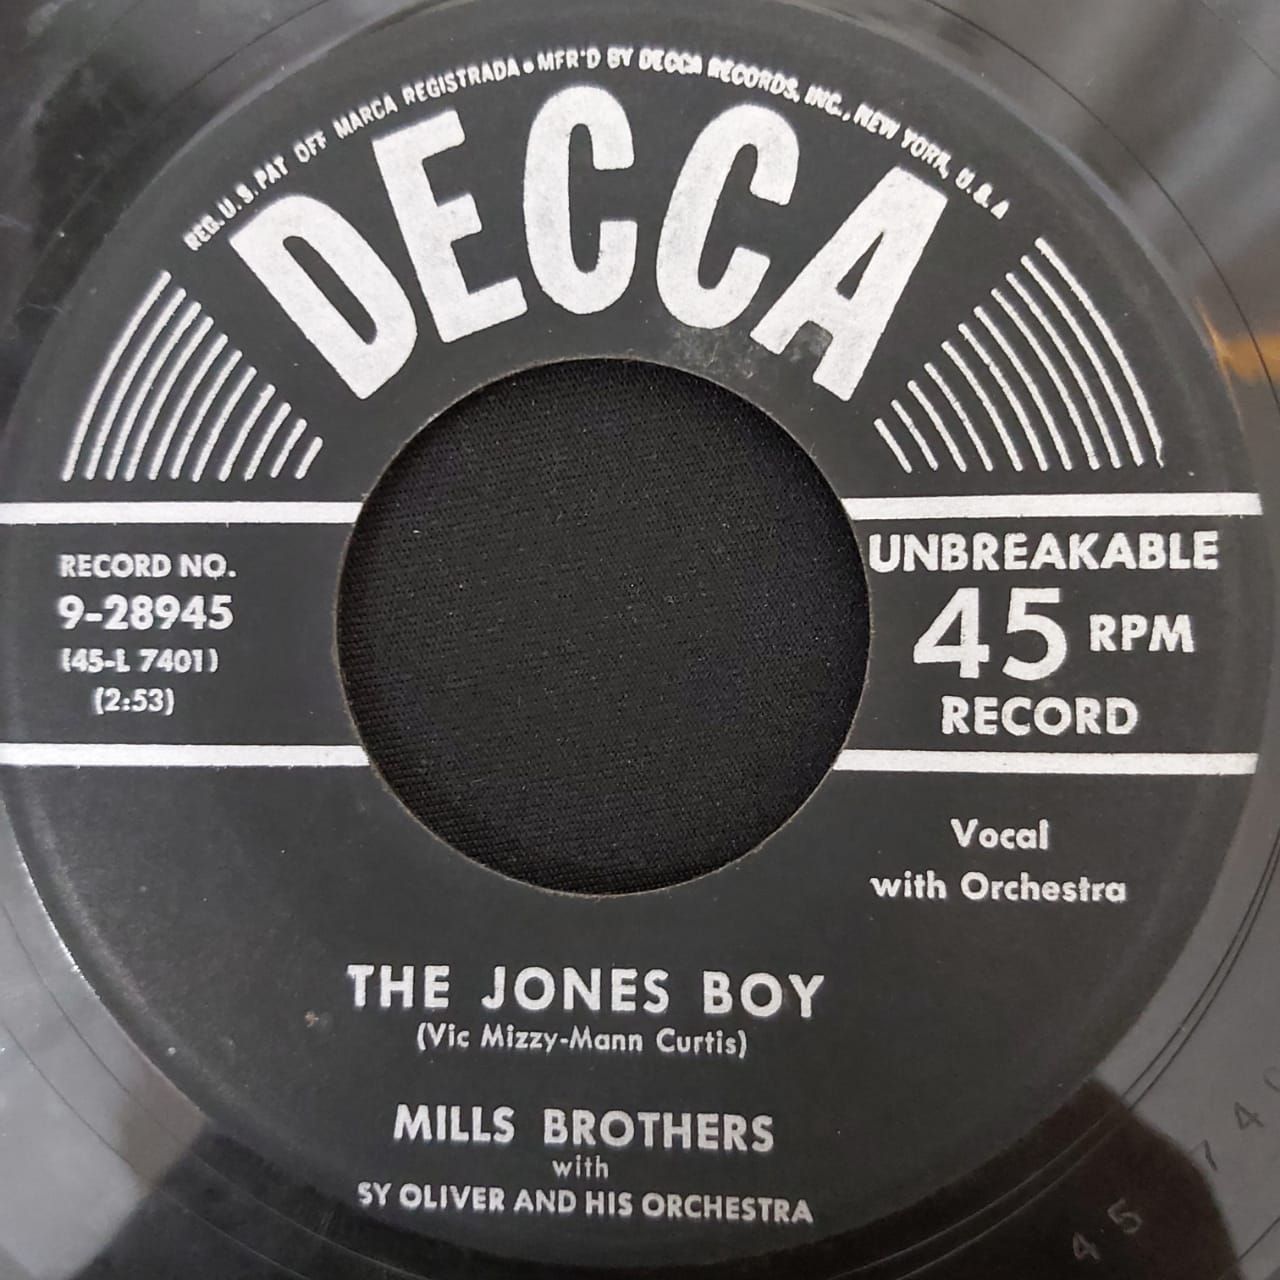 REG. U.S. PAT OFF MARCA REGISTRADA • MFR'D BY DECCA RECORDS, INC., NEW YORK, U.S.A
DECCA
RECORD NO.
9-28945
(45-L 7401)
(2:53)
UNBREAKABLE
45 RPM
RECORD
Vocal
with Orchestra
THE JONES BOY
(Vic Mizzy-Mann Curtis)
MILLS BROTHERS
with
SY OLIVER AND HIS ORCHESTRA